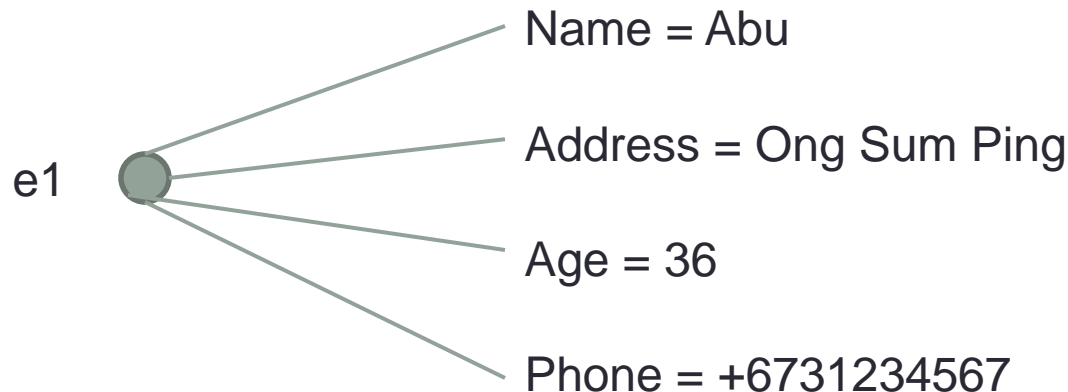 Name = Abu
Address = Ong Sum Ping
e1
Age = 36
Phone = +6731234567